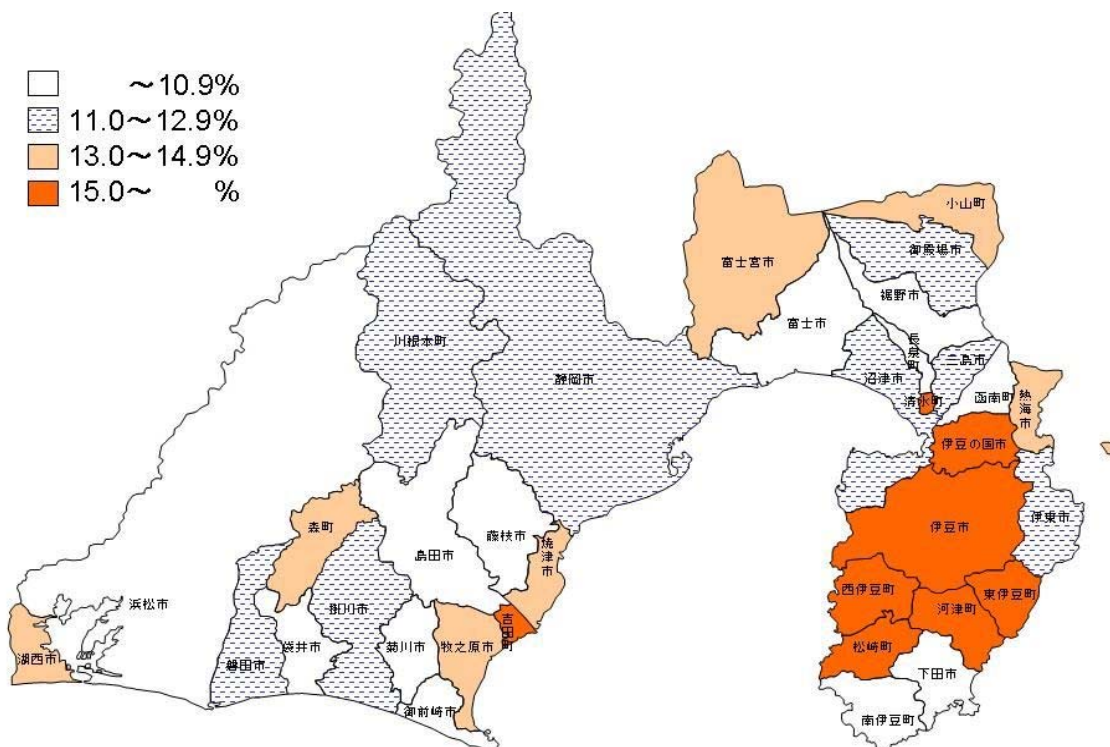 ～10.9%
11.0～12.9%
13.0～14.9%
15.0～ %
小山町
御殿場市
富士宮市
裾野市
富士市
川根本町
長泉町
三島市
静岡市
沼津市
清水町
函南町
熱海市
伊豆の国市
森町
藤枝市
焼津市
伊豆市
伊東市
島田市
西伊豆町
東伊豆町
浜松市
掛川市
吉田町
河津町
湖西市
袋井市
菊川市
牧之原市
松崎町
磐田市
下田市
御前崎市
南伊豆町